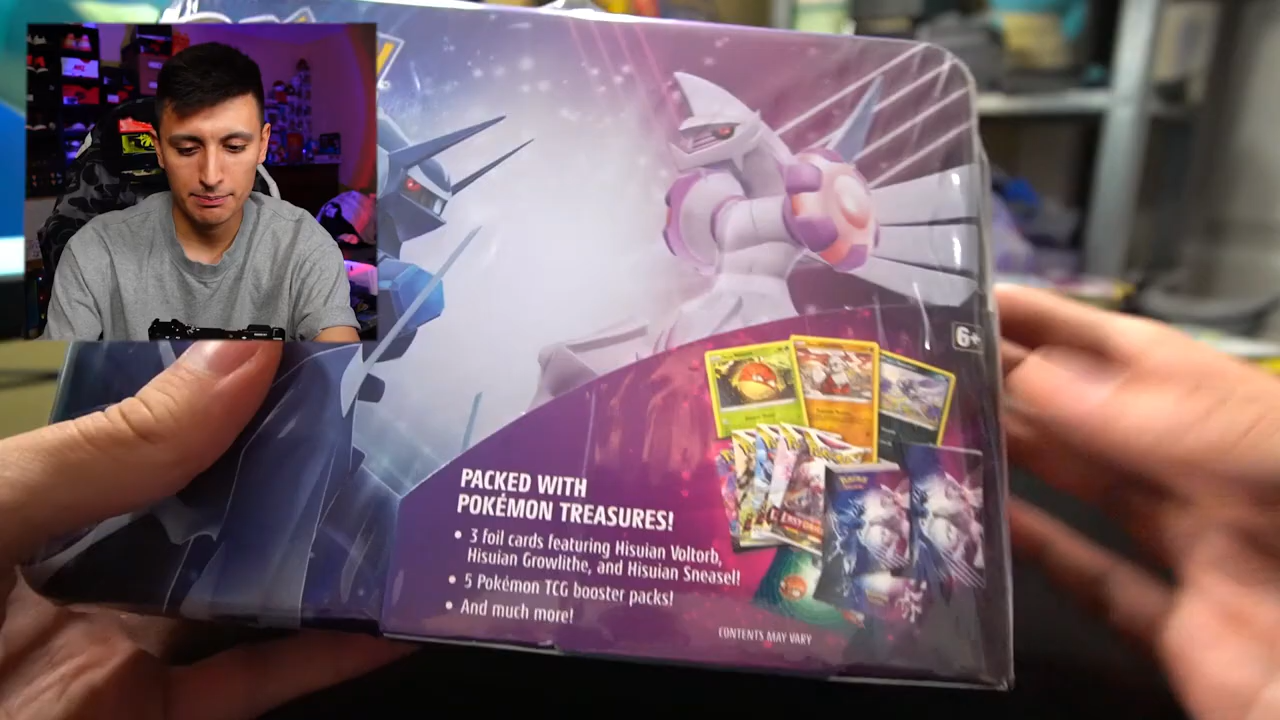 6+
PACKED WITH
POKÉMON TREASURES!
• 3 foil cards featuring Hisuian Voltorb,
Hisuian Growlithe, and Hisuian Sneasel!
• 5 Pokémon TCG booster packs!
• And much more!
CONTENTS MAY VARY